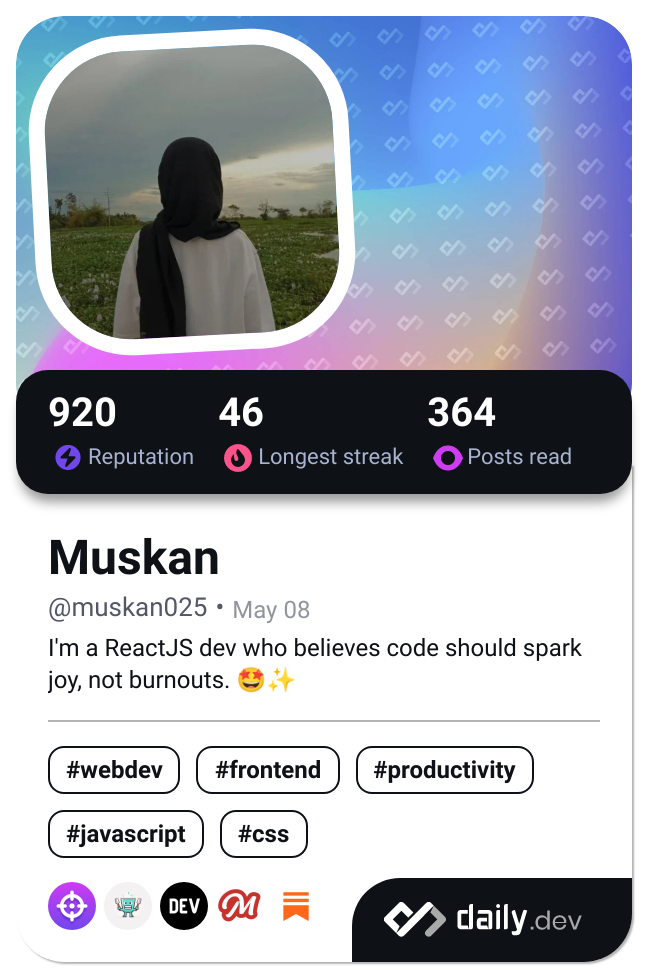 920 46 364
Reputation Longest streak Posts read
Muskan
@muskan025 • May 08
I'm a ReactJS dev who believes code should spark
joy, not burnouts. 🤩✨
#webdev #frontend #productivity
#javascript #css
DEV M
daily.dev